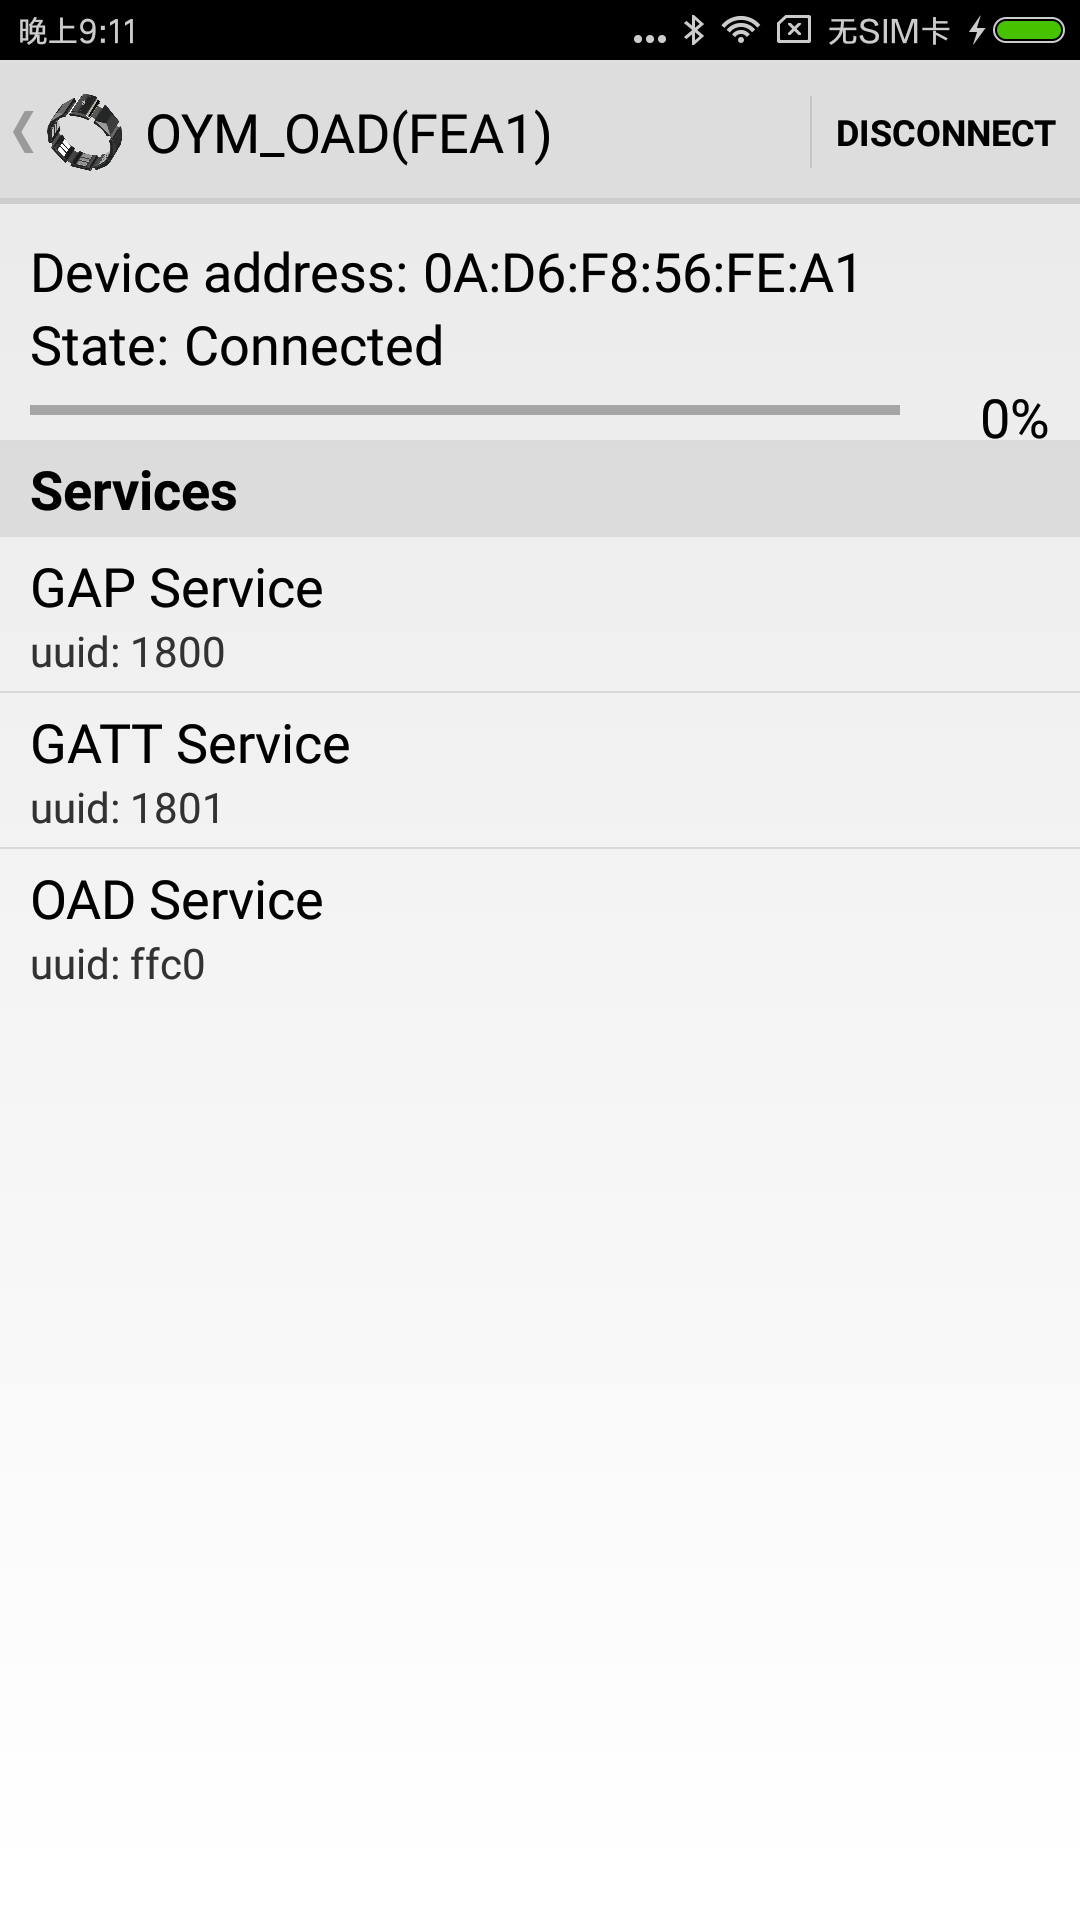 晚上9:11
无SIM卡
OYM_OAD(FEA1)
DISCONNECT
Device address: 0A:D6:F8:56:FE:A1
State: Connected
0%
Services
GAP Service
uuid: 1800
GATT Service
uuid: 1801
OAD Service
uuid: ffc0